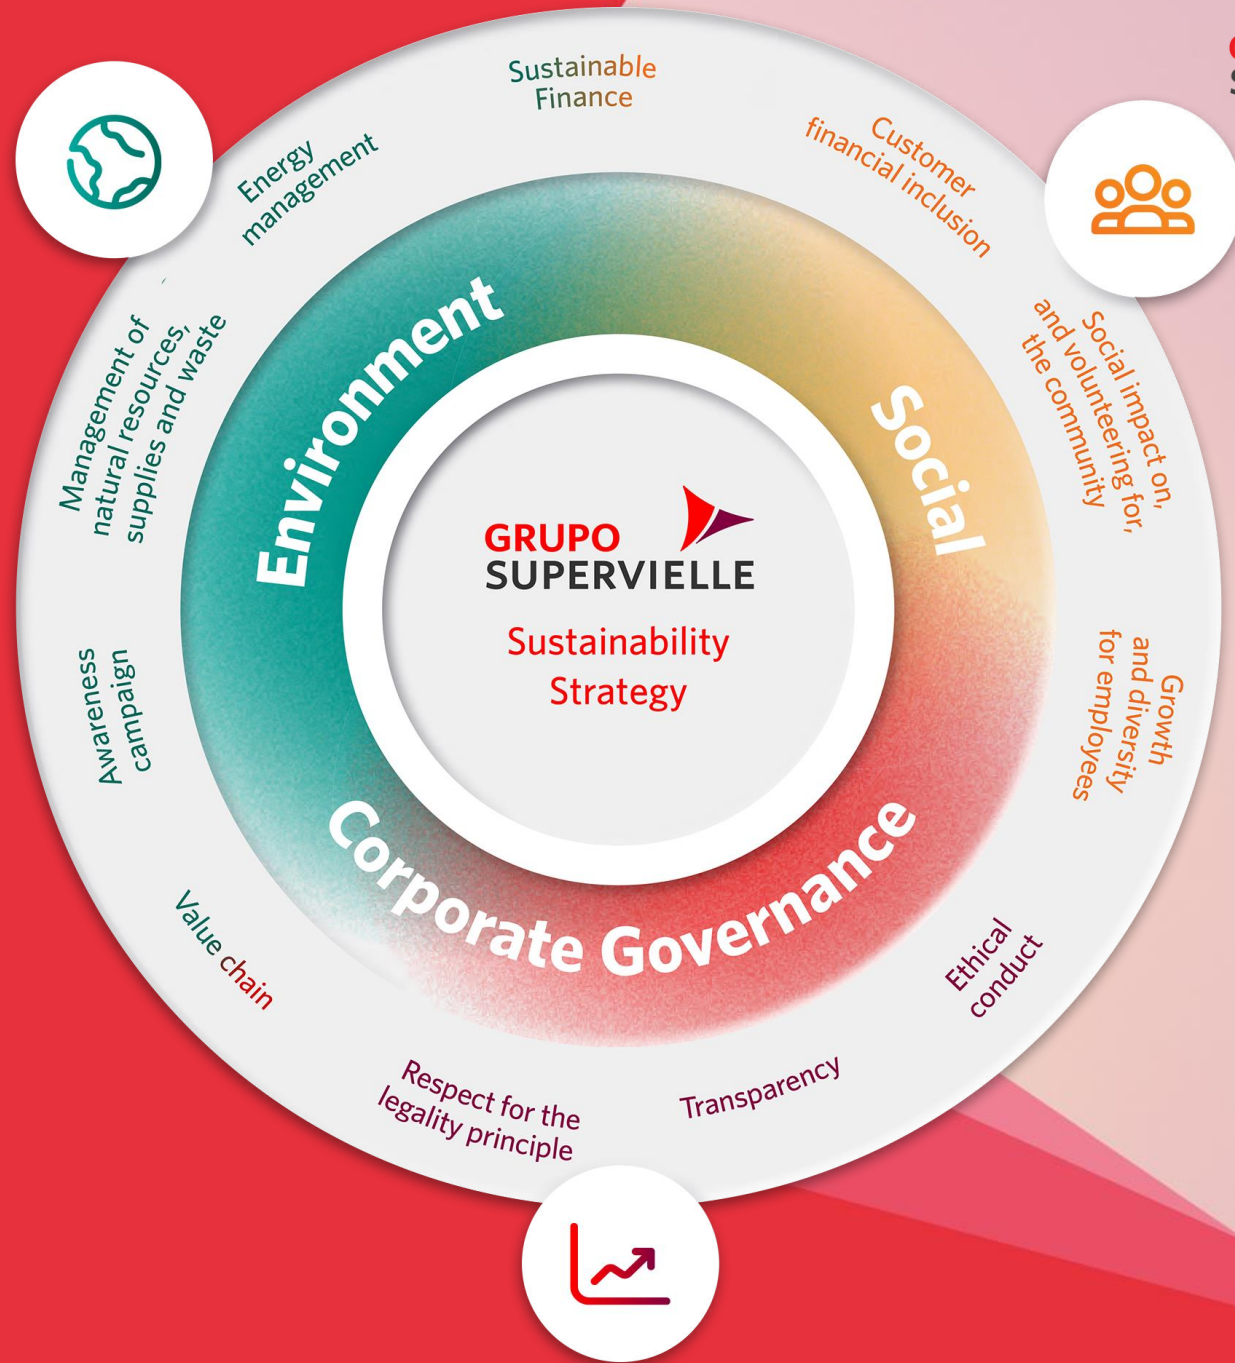 Sustainable
Finance
Customer
financial inclusion
Social impact on,
and volunteering for,
the community
Growth
and diversity
for employees
Ethical
conduct
Transparency
Respect for the
legality principle
Value chain
Awareness
campaign
Management of
natural resources,
supplies and waste
Energy
management
Environment
Social
Corporate Governance
GRUPO
SUPERVIELLE
Sustainability
Strategy